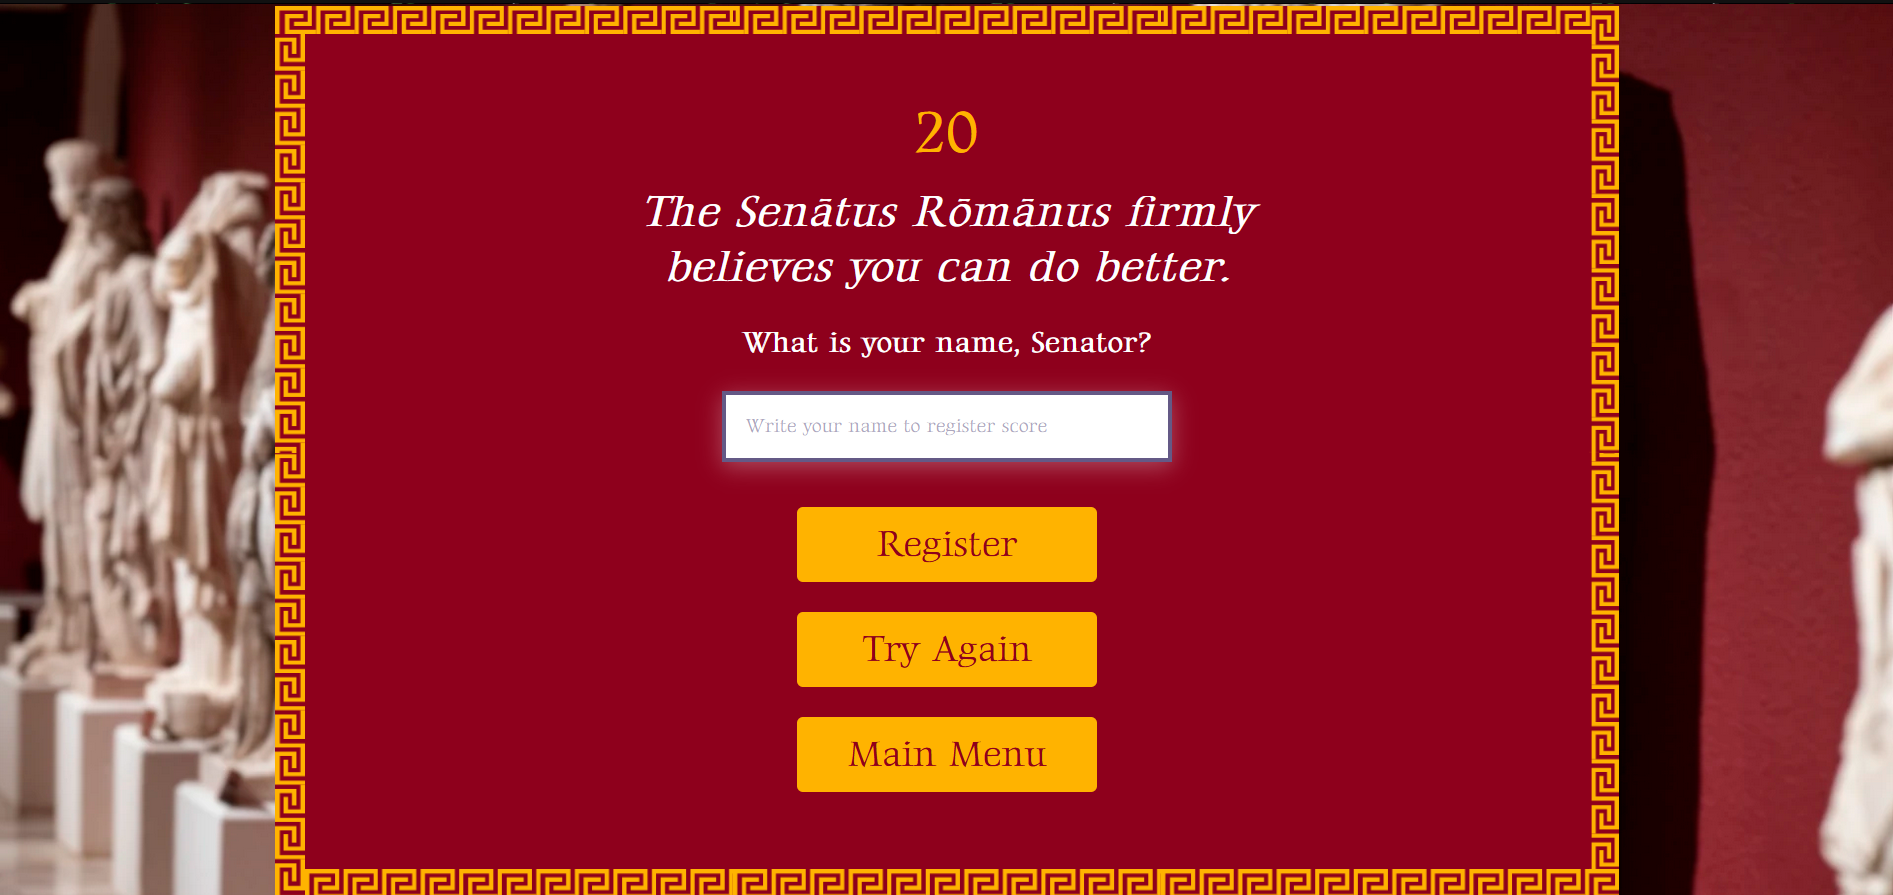 20
The Senātus Rōmānus firmly
believes you can do better.
What is your name, Senator?
Write your name to register score
Register
Try Again
Main Menu